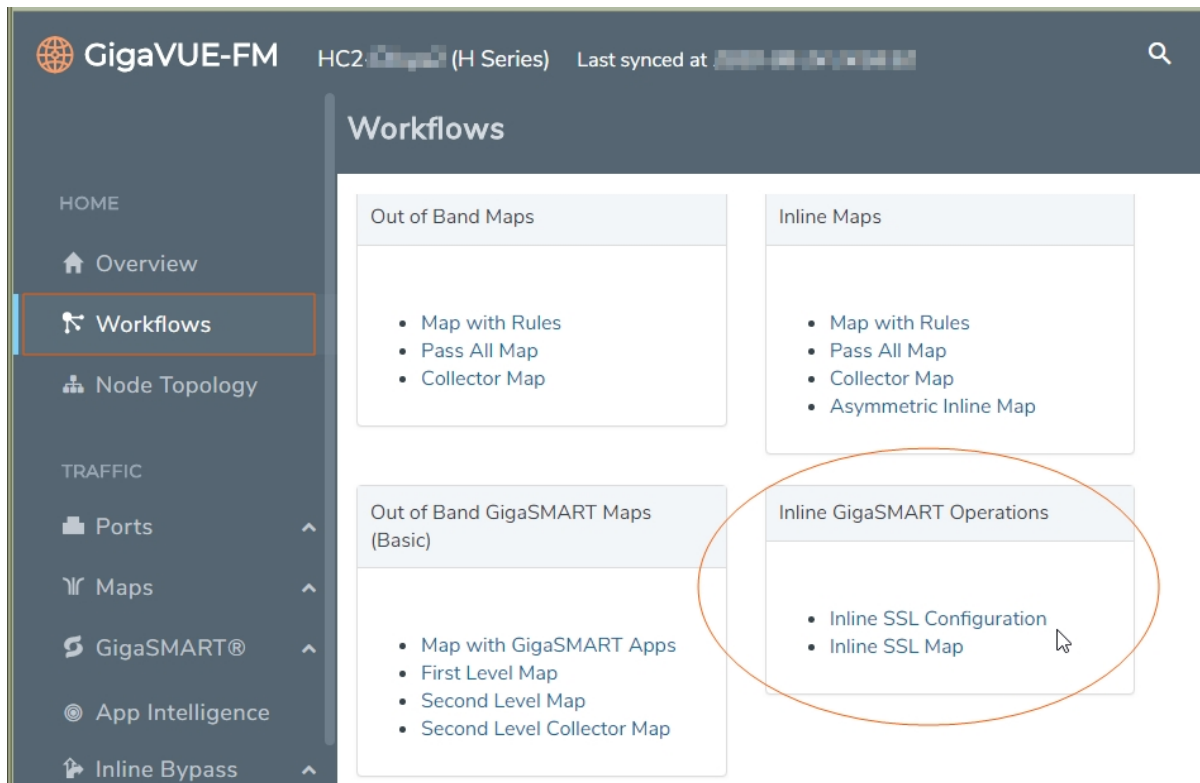 GigaVUE-FM HC2- (H Series) Last synced at
Workflows
HOME
Overview
Workflows
Node Topology
TRAFFIC
Ports
Maps
GigaSMART®
App Intelligence
Inline Bypass
Out of Band Maps
• Map with Rules
• Pass All Map
• Collector Map
Inline Maps
• Map with Rules
• Pass All Map
• Collector Map
• Asymmetric Inline Map
Out of Band GigaSMART Maps
(Basic)
• Map with GigaSMART Apps
• First Level Map
• Second Level Map
• Second Level Collector Map
Inline GigaSMART Operations
• Inline SSL Configuration
• Inline SSL Map